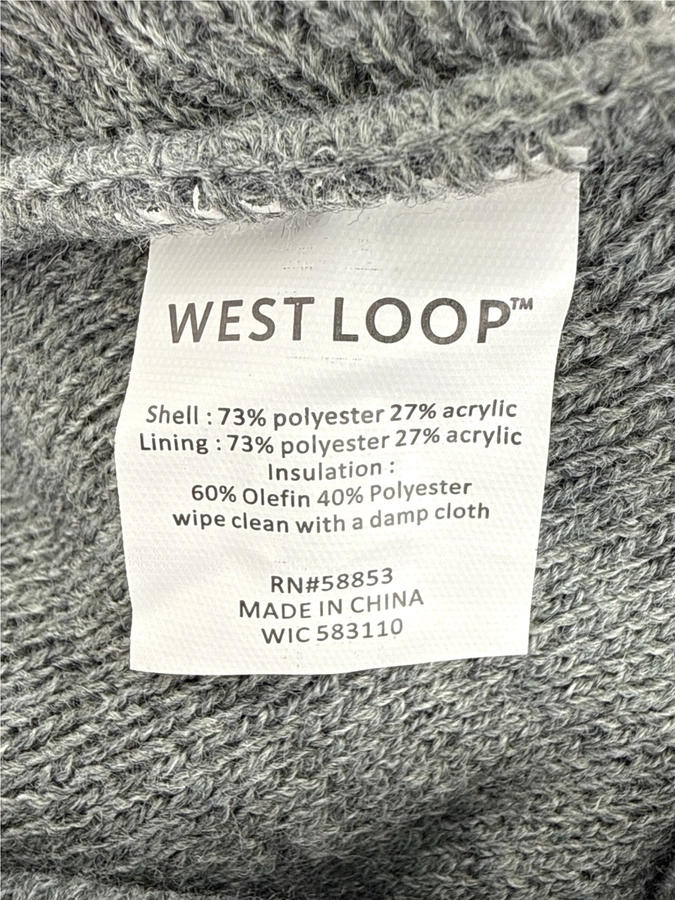 WEST LOOP™
Shell : 73% polyester 27% acrylic
Lining : 73% polyester 27% acrylic
Insulation :
60% Olefin 40% Polyester
wipe clean with a damp cloth
RN#58853
MADE IN CHINA
WIC 583110